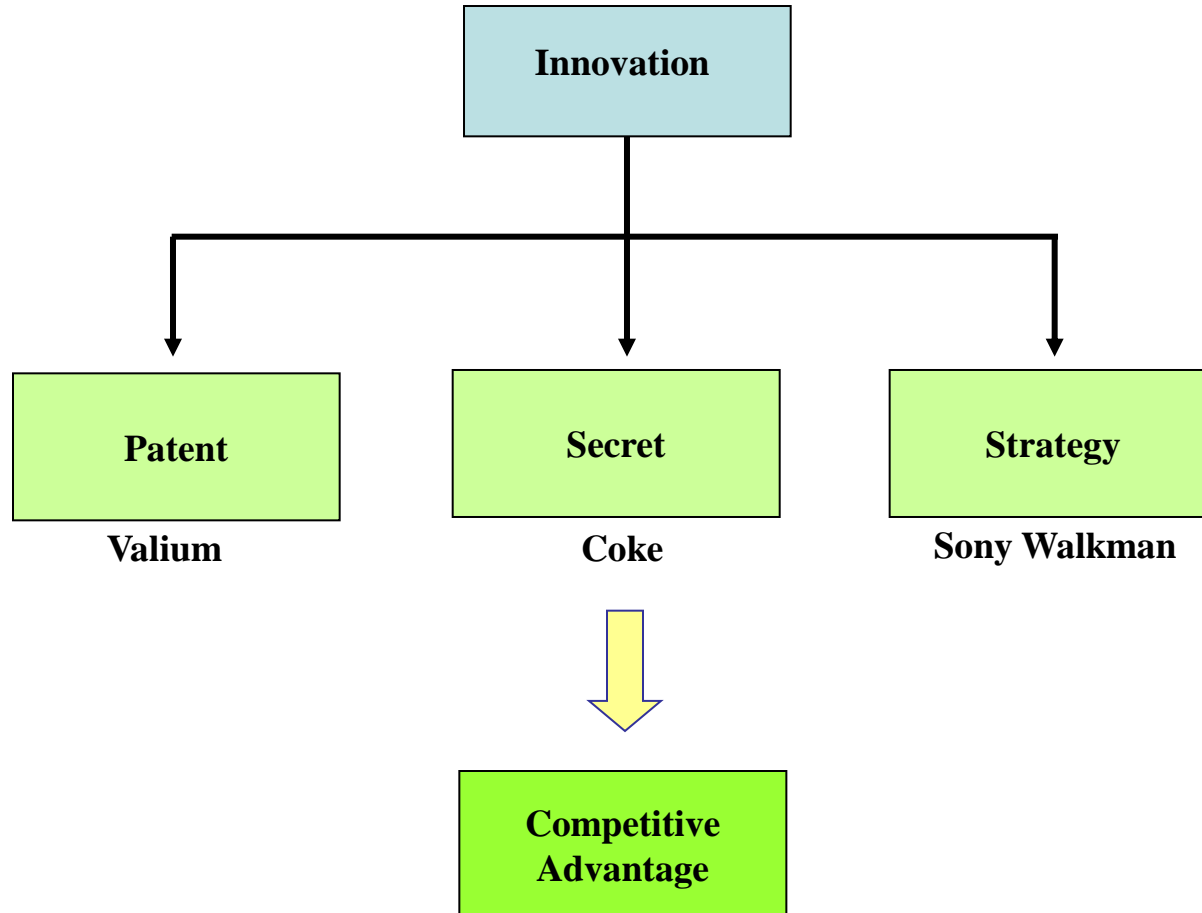 Innovation
Patent
Secret
Strategy
Valium
Coke
Sony Walkman
Competitive
Advantage